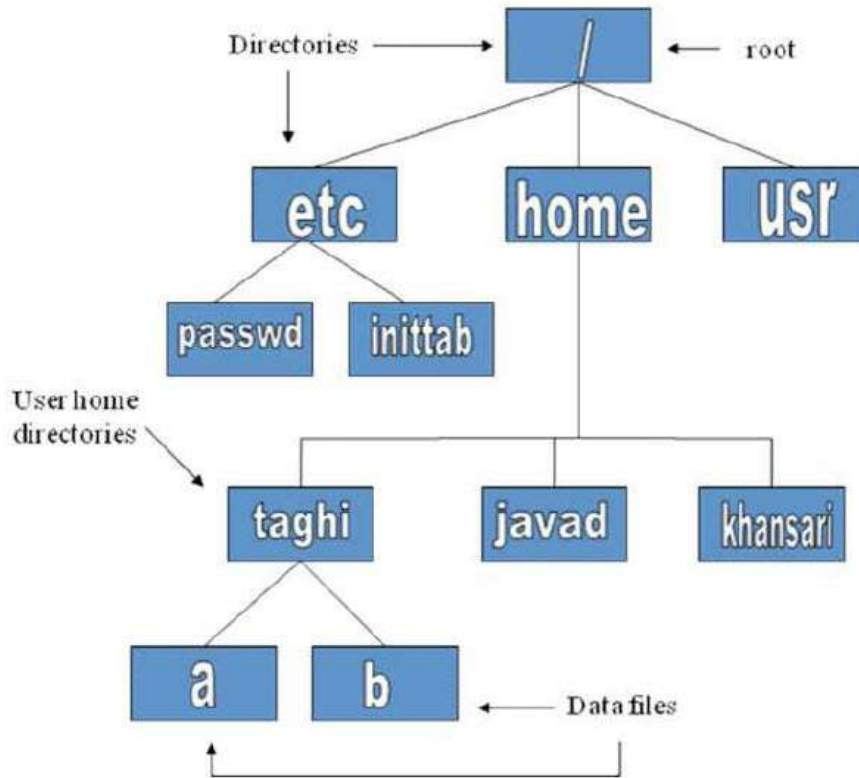 Directories
/
root
etc
home
usr
passwd
inittab
User home
directories
taghi
javad
khansari
a
b
Data files